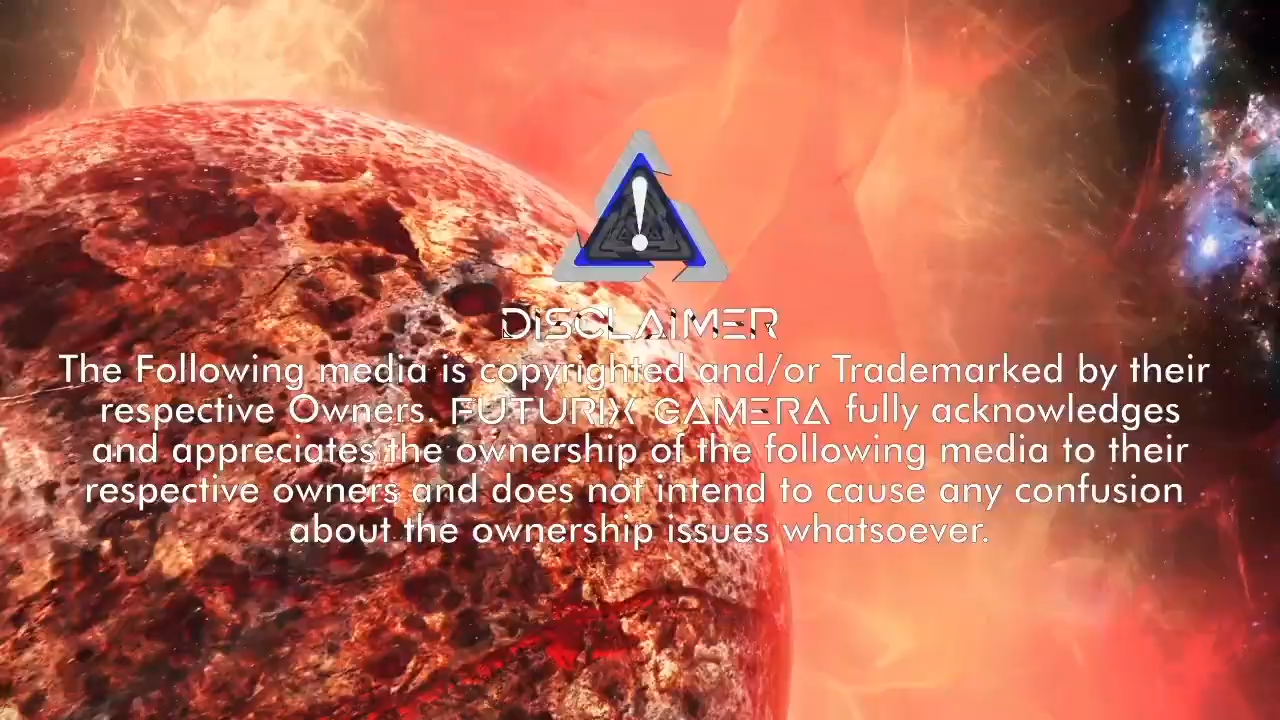 DISCLAIMER
The Following media is copyrighted and/or Trademarked by their
respective Owners. FUTURIX GAMERA fully acknowledges
and appreciates the ownership of the following media to their
respective owners and does not intend to cause any confusion
about the ownership issues whatsoever.